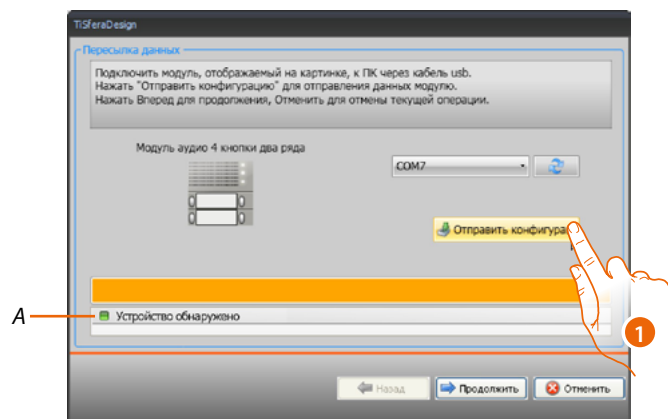 TiSferaDesign
Пересылка данных
Подключить модуль, отображаемый на картинке, к ПК через кабель usb.
Нажать "Отправить конфигурацию" для отправления данных модулю.
Нажать Вперед для продолжения, Отменить для отмены текущей операции.
Модуль аудио 4 кнопки два ряда
COM7
Отправить конфигура
A
Устройство обнаружено
1
Назад
Продолжить
Отменить